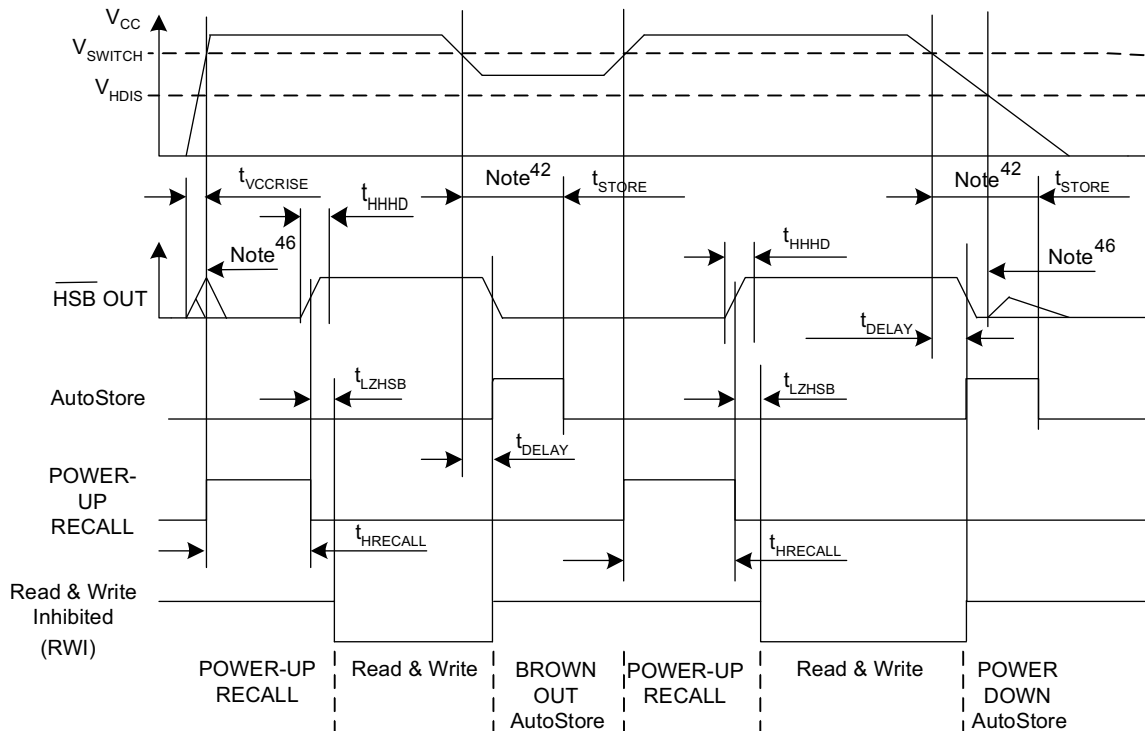 VCC
VSWITCH
VHDIS
tVCCRISE
Note42
tSTORE
Note42
tSTORE
tHHHD
Note46
tHHHD
Note46
HSB OUT
tDELAY
tLZHSB
tLZHSB
AutoStore
tDELAY
POWER-
UP
RECALL
tHRECALL
tHRECALL
Read & Write
Inhibited
(RWI)
POWER-UP
RECALL
Read & Write
BROWN
OUT
AutoStore
POWER-UP
RECALL
Read & Write
POWER
DOWN
AutoStore